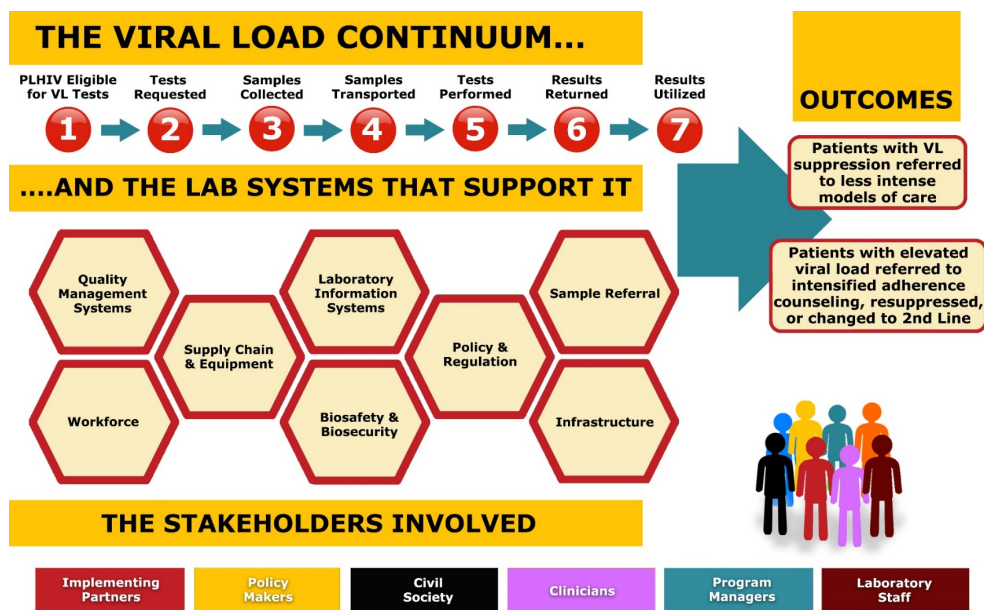 THE VIRAL LOAD CONTINUUM...
PLHIV Eligible
for VL Tests
Tests
Requested
Samples
Collected
Samples
Transported
Tests
Performed
Results
Returned
Results
Utilized
1
2
3
4
5
6
7
....AND THE LAB SYSTEMS THAT SUPPORT IT
Quality
Management
Systems
Supply Chain
& Equipment
Laboratory
Information
Systems
Policy &
Regulation
Sample Referral
Workforce
Biosafety &
Biosecurity
Infrastructure
OUTCOMES
Patients with VL
suppression referred
to less intense
models of care
Patients with elevated
viral load referred to
intensified adherence
counseling, resuppressed,
or changed to 2nd Line
THE STAKEHOLDERS INVOLVED
Implementing
Partners
Policy
Makers
Civil
Society
Clinicians
Program
Managers
Laboratory
Staff